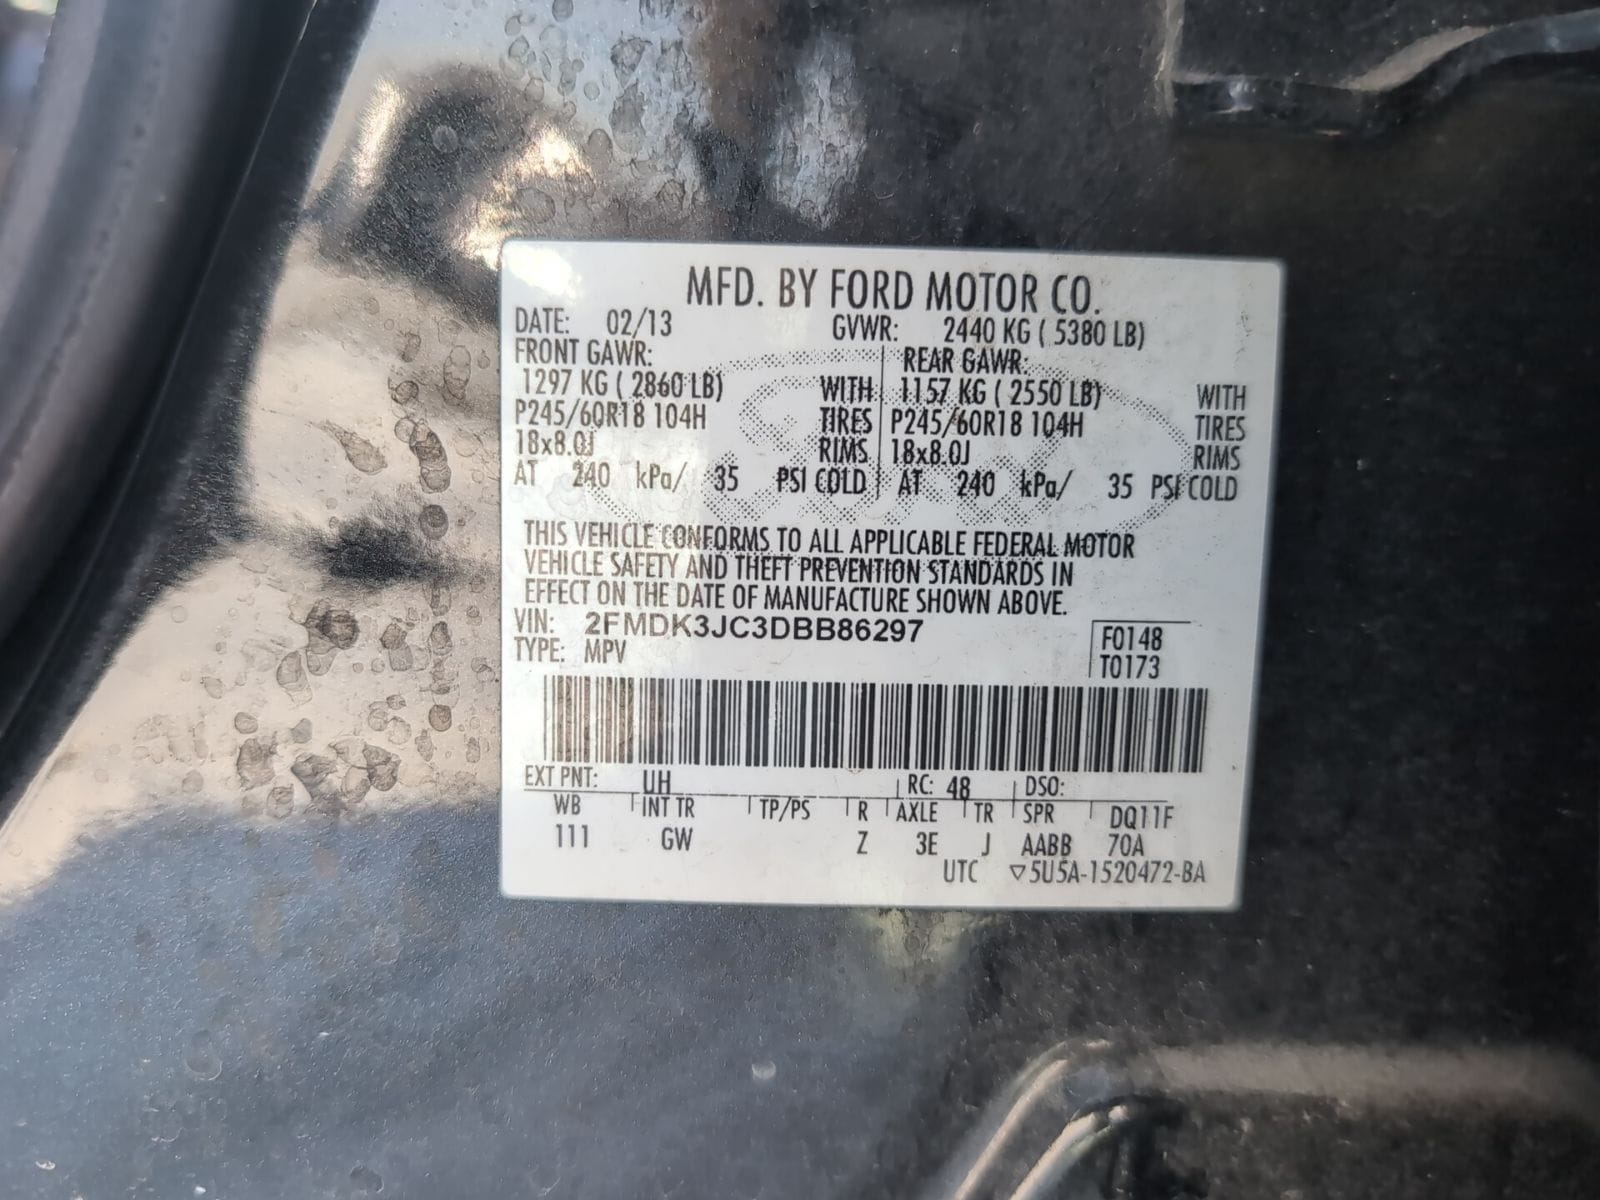 MFD. BY FORD MOTOR CO.
DATE: 02/13 GVWR: 2440 KG ( 5380 LB)
FRONT GAWR: REAR GAWR:
1297 KG ( 2860 LB) WITH 1157 KG ( 2550 LB) WITH
P245/60R18 104H TIRES P245/60R18 104H TIRES
18x8.0J RIMS 18x8.0J RIMS
AT 240 kPa/ 35 PSI COLD AT 240 kPa/ 35 PSI COLD
THIS VEHICLE CONFORMS TO ALL APPLICABLE FEDERAL MOTOR
VEHICLE SAFETY AND THEFT PREVENTION STANDARDS IN
EFFECT ON THE DATE OF MANUFACTURE SHOWN ABOVE.
VIN: 2FMDK3JC3DBB86297 F0148
TYPE: MPV T0173
EXT PNT: UH RC: 48 DSO:
WB INT TR TP/PS R AXLE TR SPR DQ11F
111 GW Z 3E J AABB 70A
UTC ▽5U5A-1520472-BA